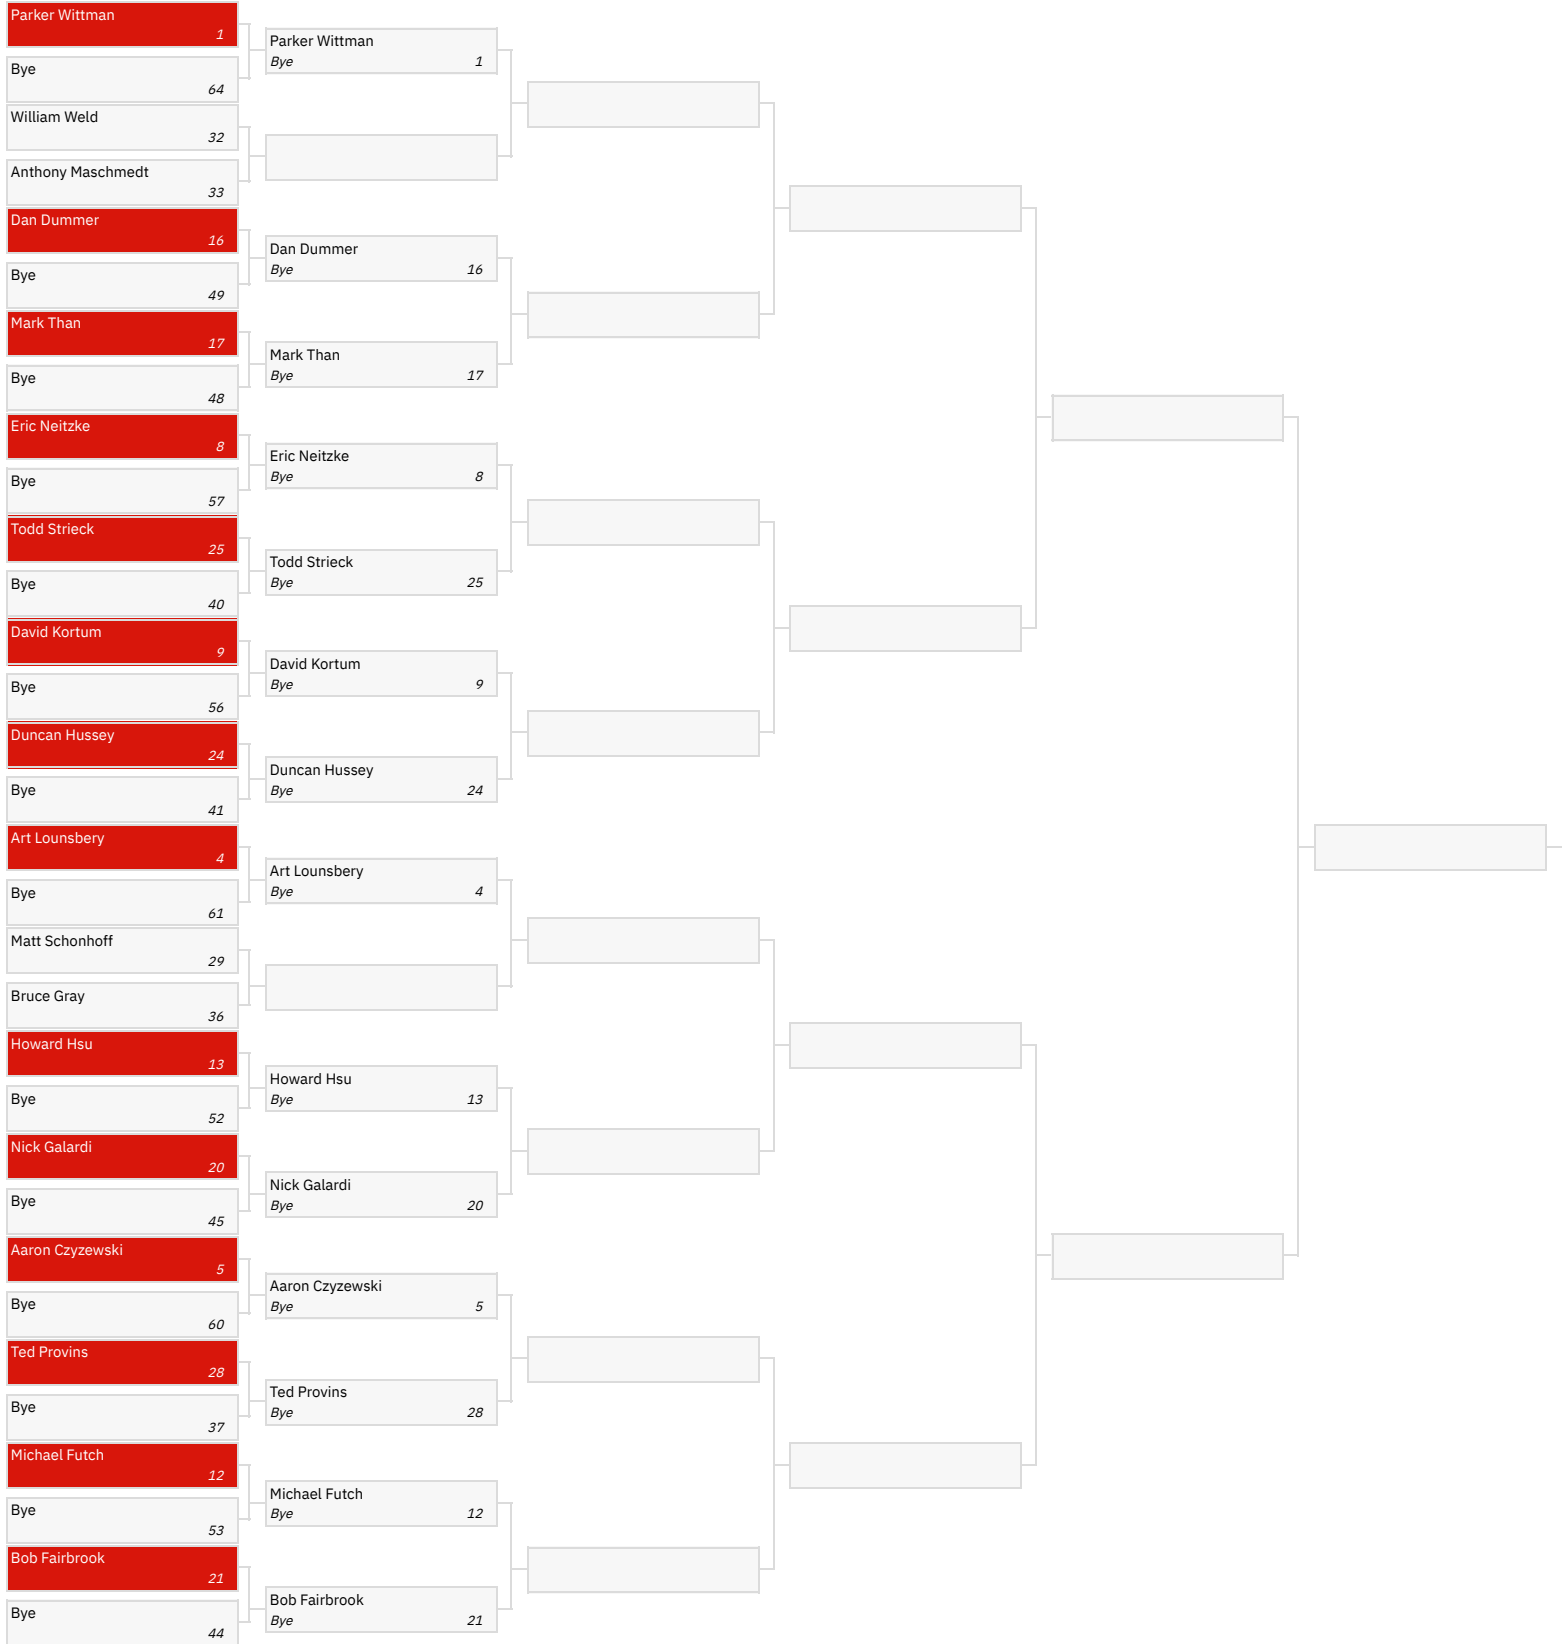 Parker Wittman
1
Bye
64
William Weld
32
Anthony Maschmedt
33
Dan Dummer
16
Bye
49
Mark Than
17
Bye
48
Eric Neitzke
8
Bye
57
Todd Strieck
25
Bye
40
David Kortum
9
Bye
56
Duncan Hussey
24
Bye
41
Art Lounsbery
4
Bye
61
Matt Schonhoff
29
Bruce Gray
36
Howard Hsu
13
Bye
52
Nick Galardi
20
Bye
45
Aaron Czyzewski
5
Bye
60
Ted Provins
28
Bye
37
Michael Futch
12
Bye
53
Bob Fairbrook
21
Bye
44
Parker Wittman
Bye 1
Dan Dummer
Bye 16
Mark Than
Bye 17
Eric Neitzke
Bye 8
Todd Strieck
Bye 25
David Kortum
Bye 9
Duncan Hussey
Bye 24
Art Lounsbery
Bye 4
Howard Hsu
Bye 13
Nick Galardi
Bye 20
Aaron Czyzewski
Bye 5
Ted Provins
Bye 28
Michael Futch
Bye 12
Bob Fairbrook
Bye 21